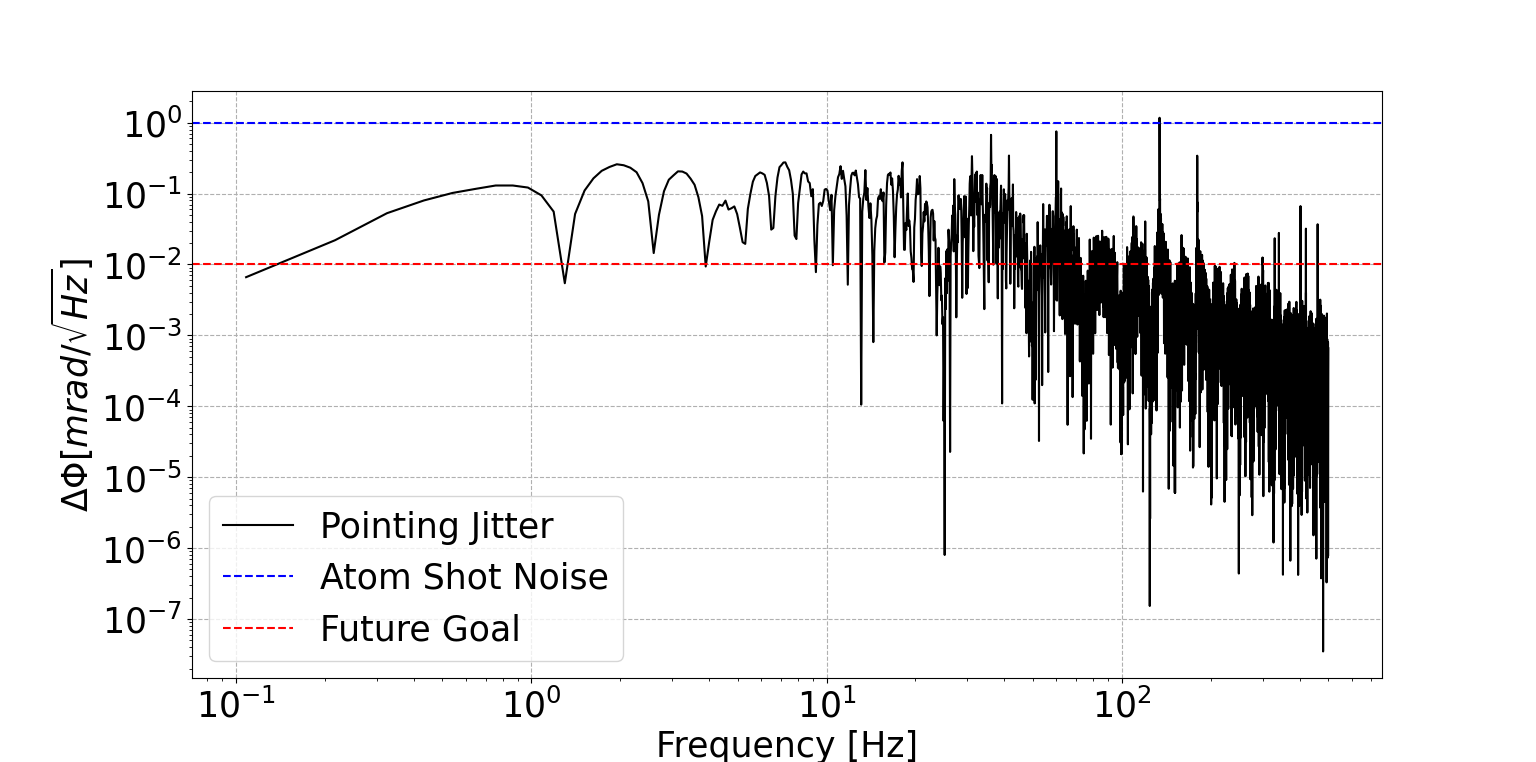 10⁰
10⁻¹
10⁻²
10⁻³
10⁻⁴
10⁻⁵
10⁻⁶
10⁻⁷
ΔΦ[mrad/√Hz]
Pointing Jitter
Atom Shot Noise
Future Goal
10⁻¹ 10⁰ 10¹ 10²
Frequency [Hz]